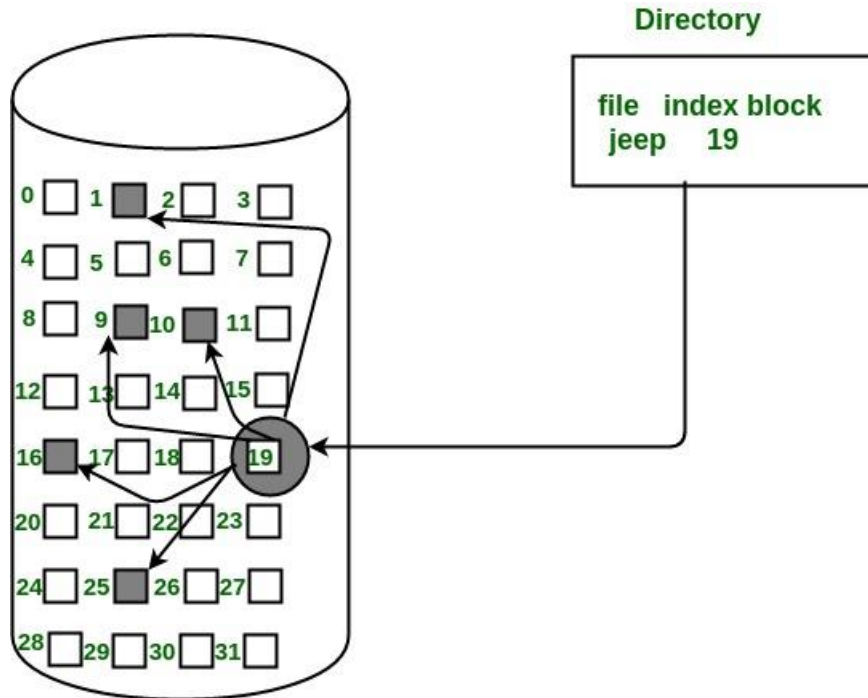 Directory
file index block
jeep 19
0 1 2 3
4 5 6 7
8 9 10 11
12 13 14 15
16 17 18 19
20 21 22 23
24 25 26 27
28 29 30 31